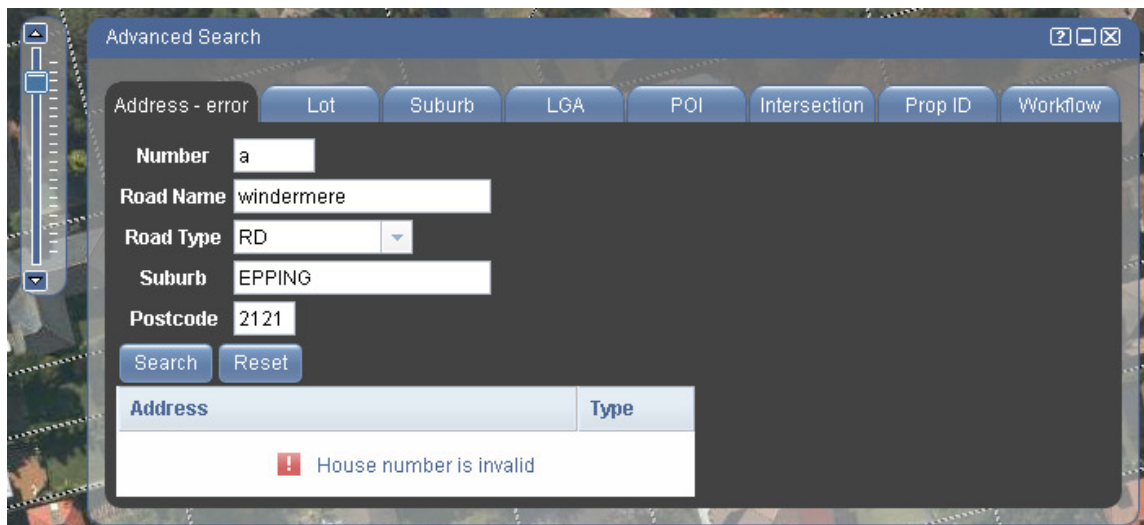 Advanced Search
Address - error Lot Suburb LGA POI Intersection Prop ID Workflow
Number a
Road Name windermere
Road Type RD
Suburb EPPING
Postcode 2121
Search Reset
Address Type
! House number is invalid